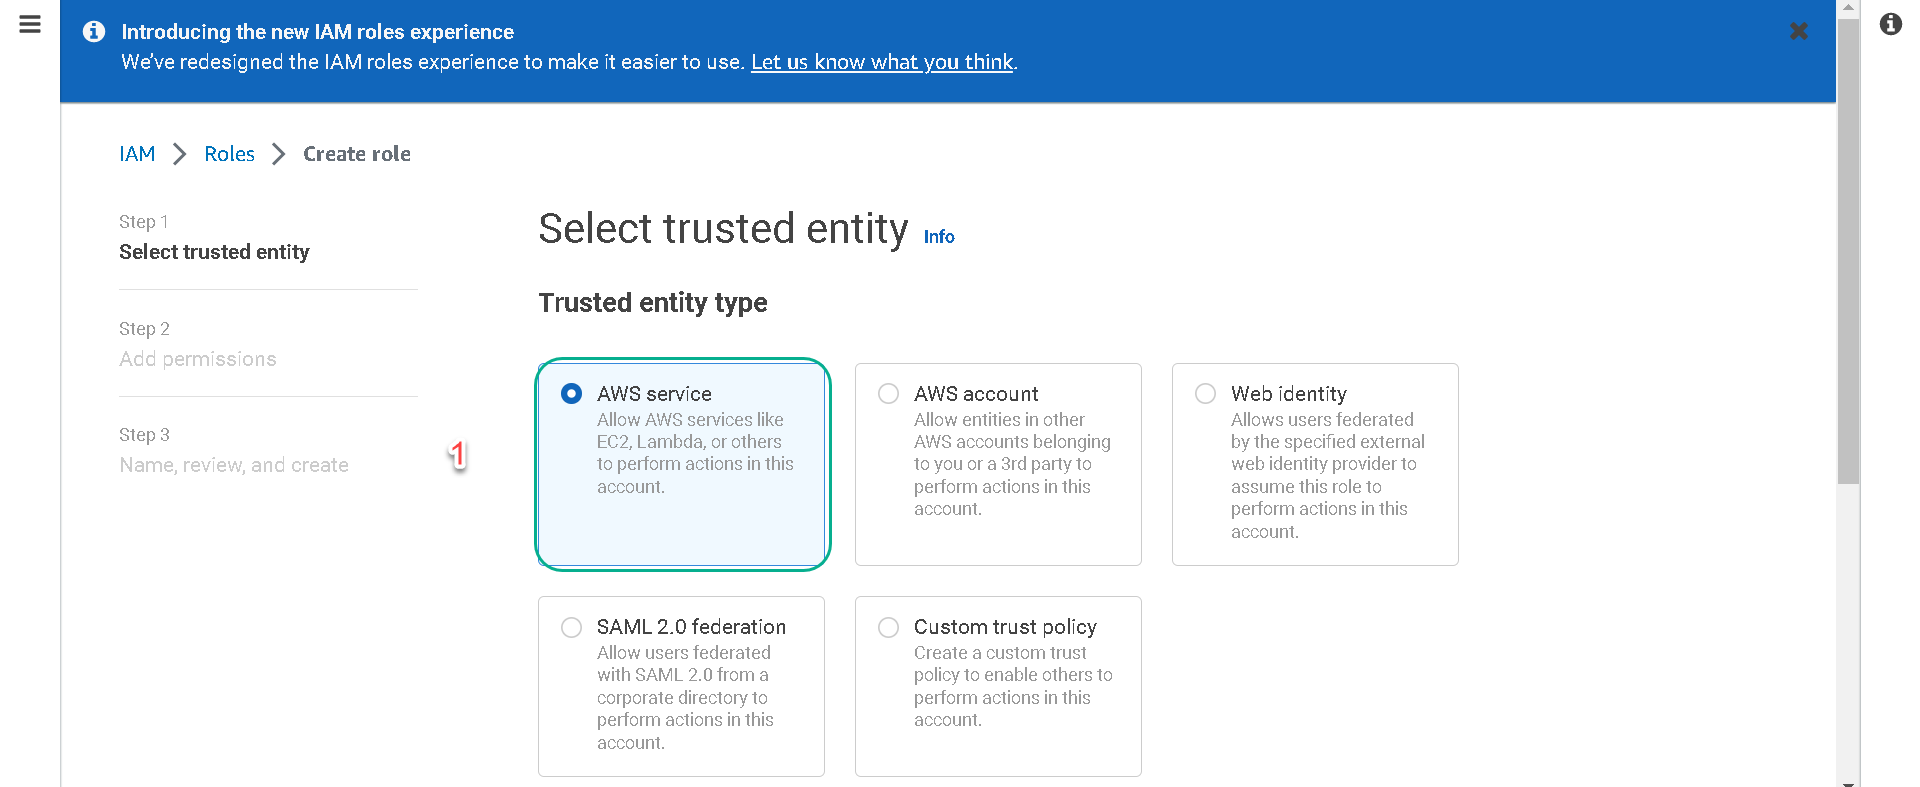 Introducing the new IAM roles experience
We've redesigned the IAM roles experience to make it easier to use. Let us know what you think.
IAM > Roles > Create role
Step 1
Select trusted entity
Step 2
Add permissions
Step 3
Name, review, and create
1
Select trusted entity Info
Trusted entity type
AWS service
Allow AWS services like
EC2, Lambda, or others
to perform actions in this
account.
AWS account
Allow entities in other
AWS accounts belonging
to you or a 3rd party to
perform actions in this
account.
Web identity
Allows users federated
by the specified external
web identity provider to
assume this role to
perform actions in this
account.
SAML 2.0 federation
Allow users federated
with SAML 2.0 from a
corporate directory to
perform actions in this
account.
Custom trust policy
Create a custom trust
policy to enable others to
perform actions in this
account.